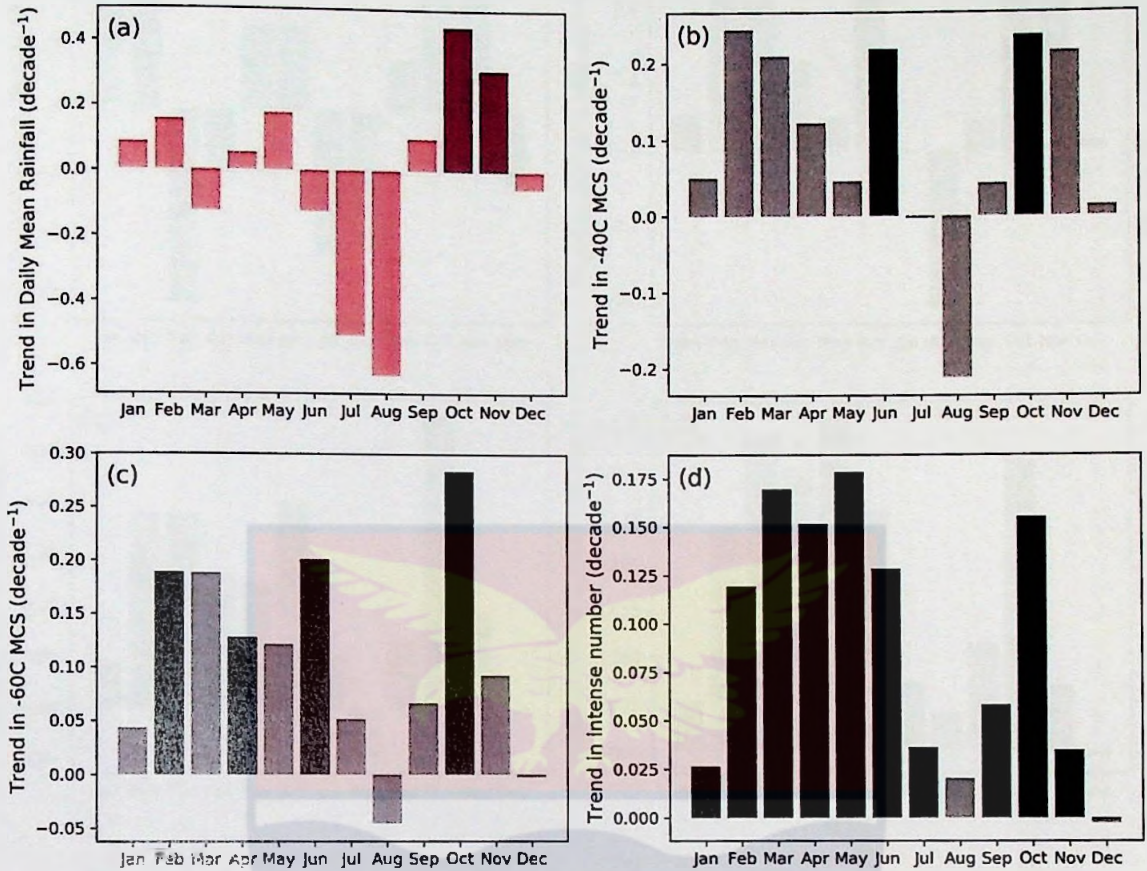 (a)
Trend in Daily Mean Rainfall (decade⁻¹)
0.4
0.2
0.0
−0.2
−0.4
−0.6
Jan Feb Mar Apr May Jun Jul Aug Sep Oct Nov Dec
(b)
Trend in -40C MCS (decade⁻¹)
0.2
0.1
0.0
−0.1
−0.2
Jan Feb Mar Apr May Jun Jul Aug Sep Oct Nov Dec
(c)
Trend in -60C MCS (decade⁻¹)
0.30
0.25
0.20
0.15
0.10
0.05
0.00
−0.05
Jan Feb Mar Apr May Jun Jul Aug Sep Oct Nov Dec
(d)
Trend in Intense number (decade⁻¹)
0.175
0.150
0.125
0.100
0.075
0.050
0.025
0.000
Jan Feb Mar Apr May Jun Jul Aug Sep Oct Nov Dec